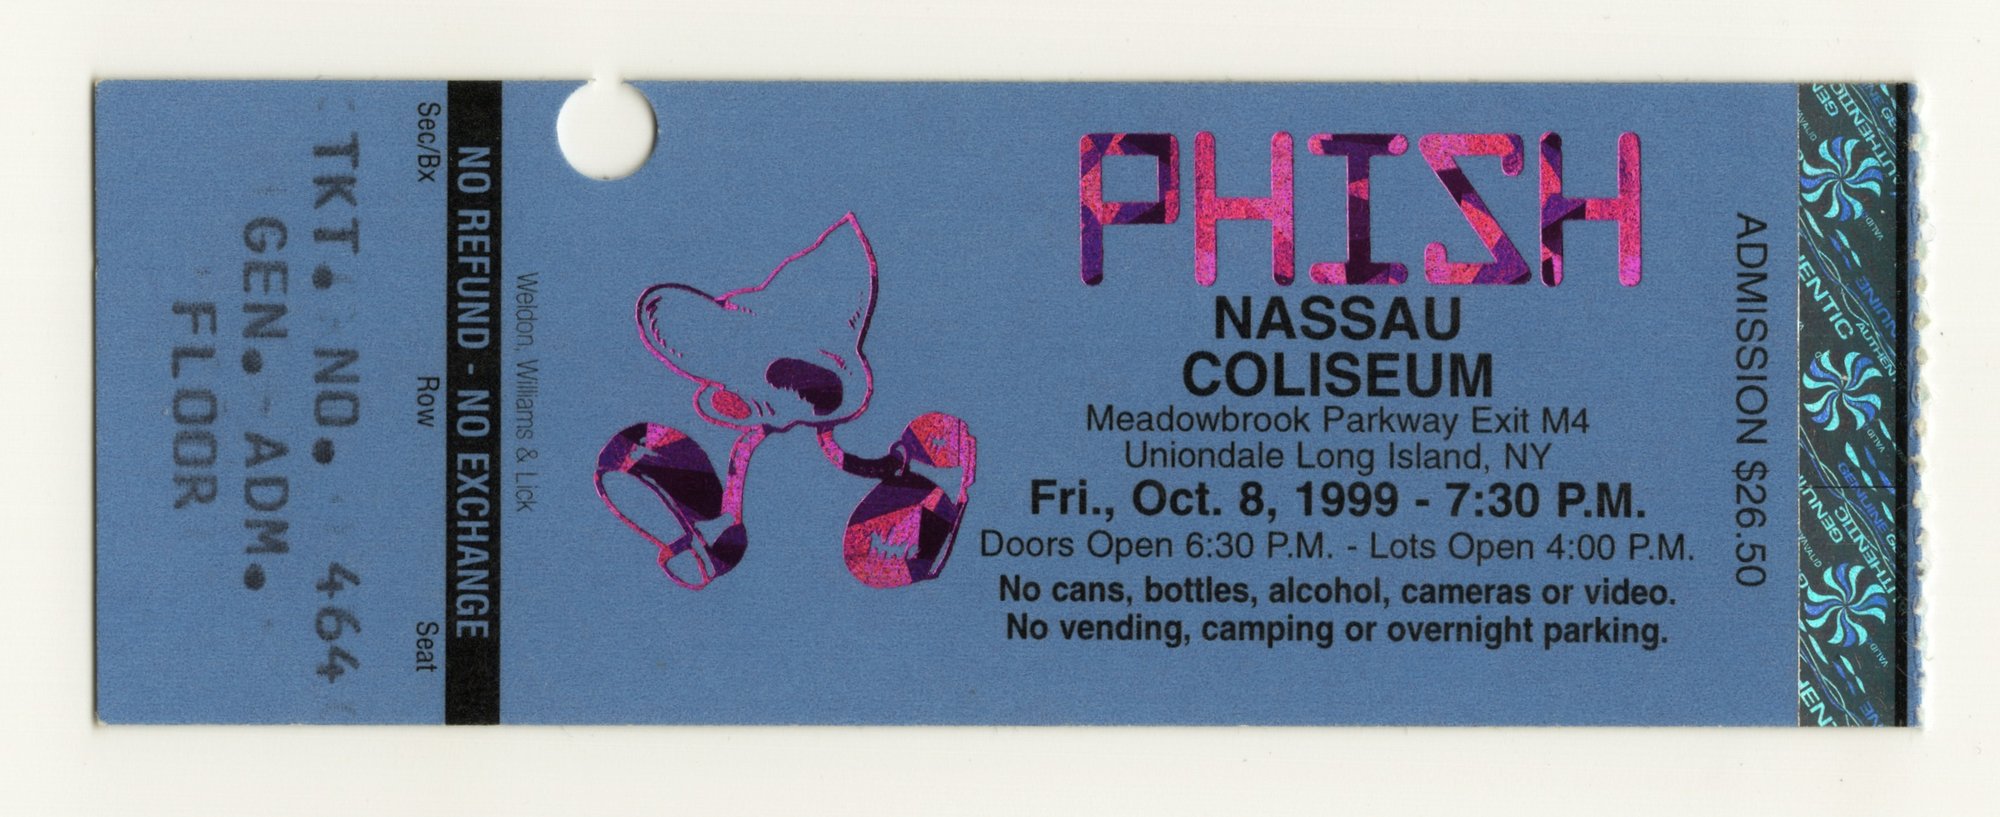 PHISH
NASSAU
COLISEUM
Meadowbrook Parkway Exit M4
Uniondale Long Island, NY
Fri., Oct. 8, 1999 - 7:30 P.M.
Doors Open 6:30 P.M. - Lots Open 4:00 P.M.
No cans, bottles, alcohol, cameras or video.
No vending, camping or overnight parking.
ADMISSION $26.50
Weldon, Williams & Lick
NO REFUND - NO EXCHANGE
Sec/Bx Row Seat
TKT. NO. 464
GEN. ADM.
FLOOR
GENUINE
AUTHENTIC
VALID